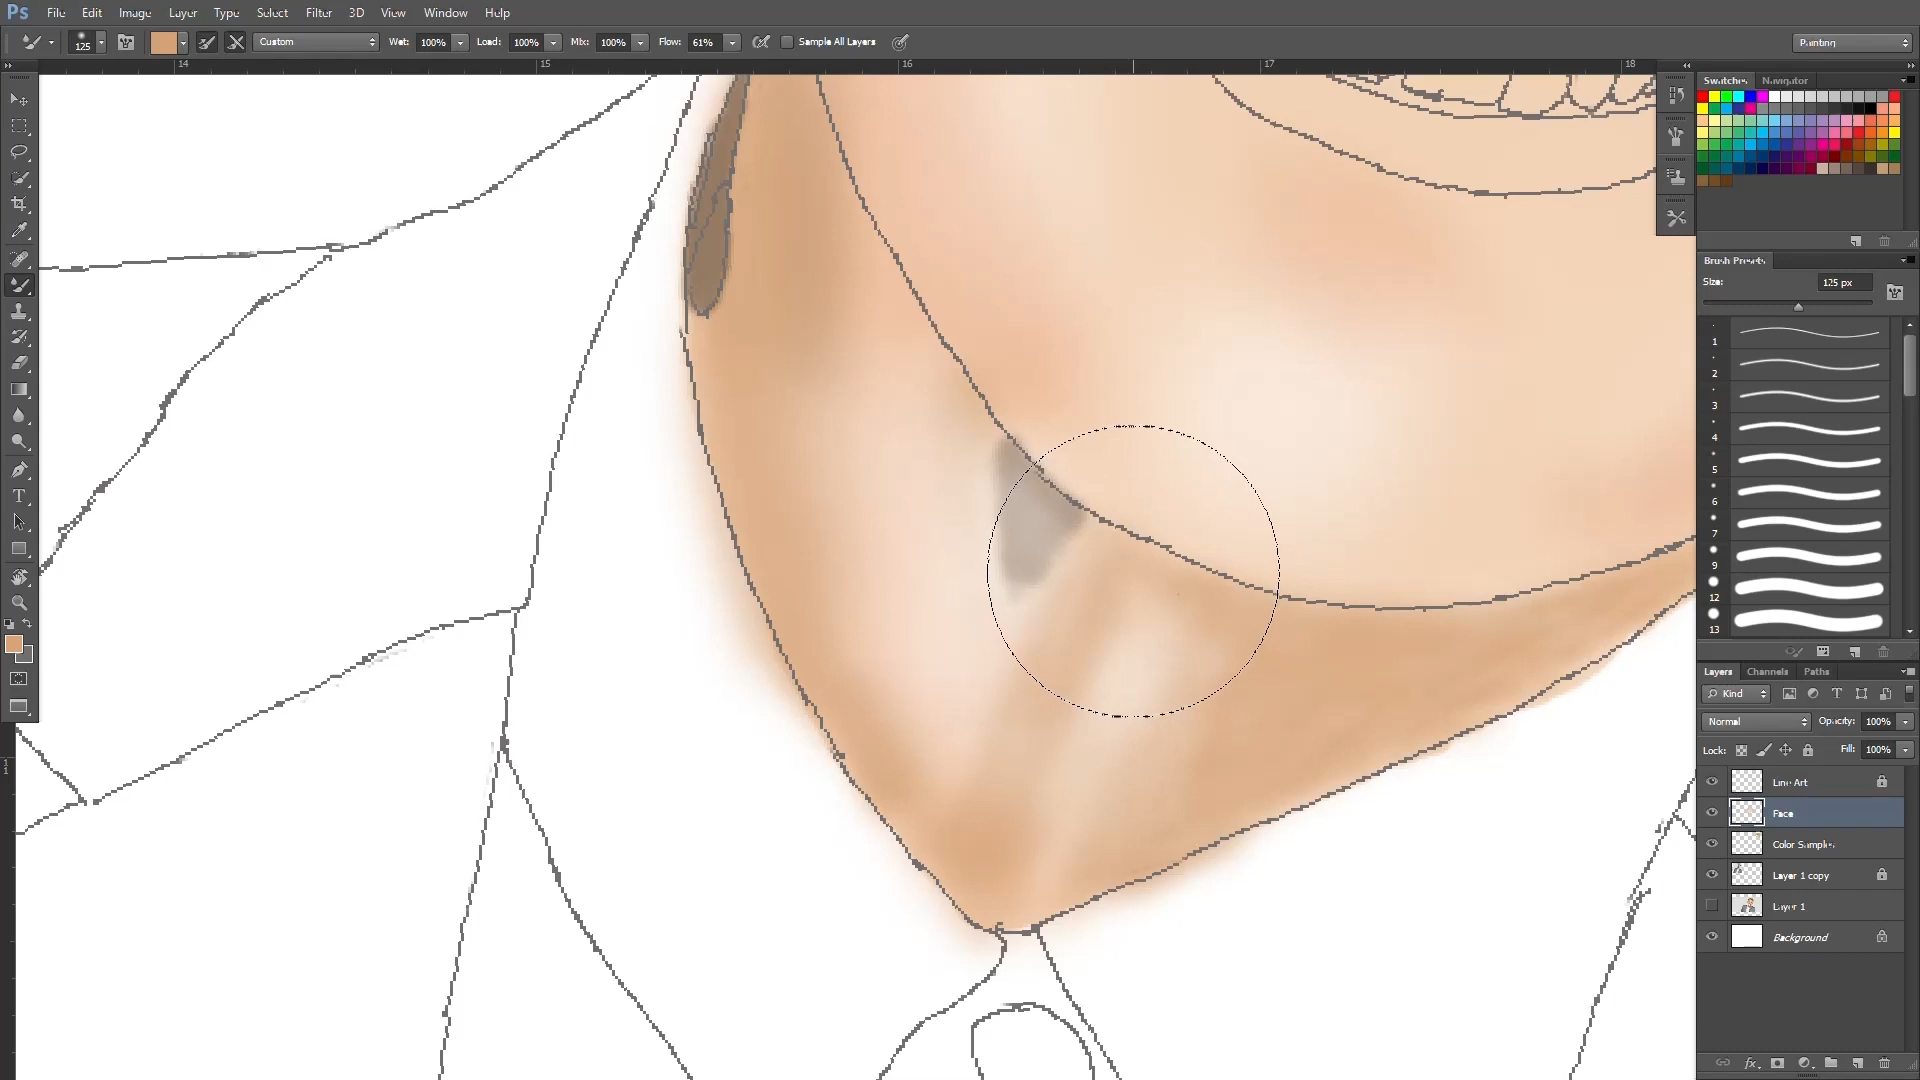 Ps File Edit Image Layer Type Select Filter 3D View Window Help
125 Custom Wet: 100% Load: 100% Mix: 100% Flow: 61% Sample All Layers Painting
14 15 16 17 18
Swatches Navigator
Brush Presets
Size: 125 px
1
2
3
4
5
6
7
9
12
13
Layers Channels Paths
Kind
Normal Opacity: 100%
Lock: Fill: 100%
Line Art
Face
Color Samples
Layer 1 copy
Layer 1
Background
11